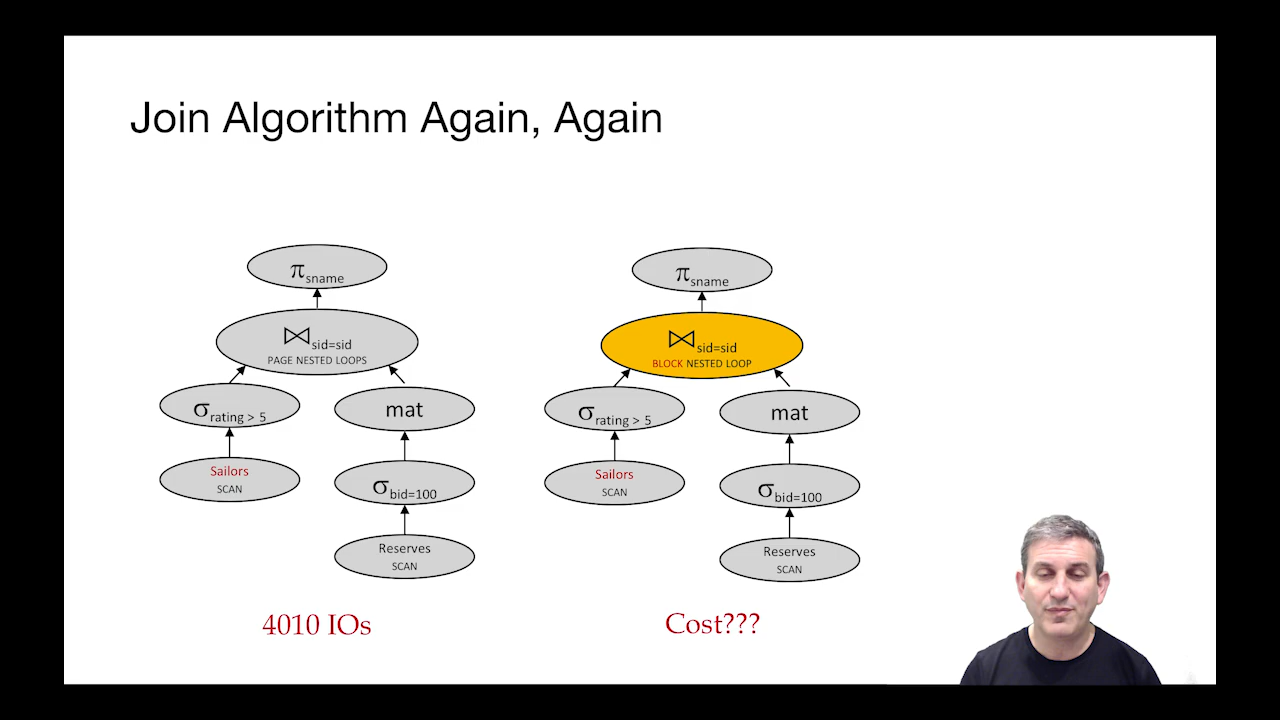 Join Algorithm Again, Again
π sname
⋈ sid=sid
PAGE NESTED LOOPS
σ rating > 5
mat
Sailors
SCAN
σ bid=100
Reserves
SCAN
4010 IOs
π sname
⋈ sid=sid
BLOCK NESTED LOOP
σ rating > 5
mat
Sailors
SCAN
σ bid=100
Reserves
SCAN
Cost???